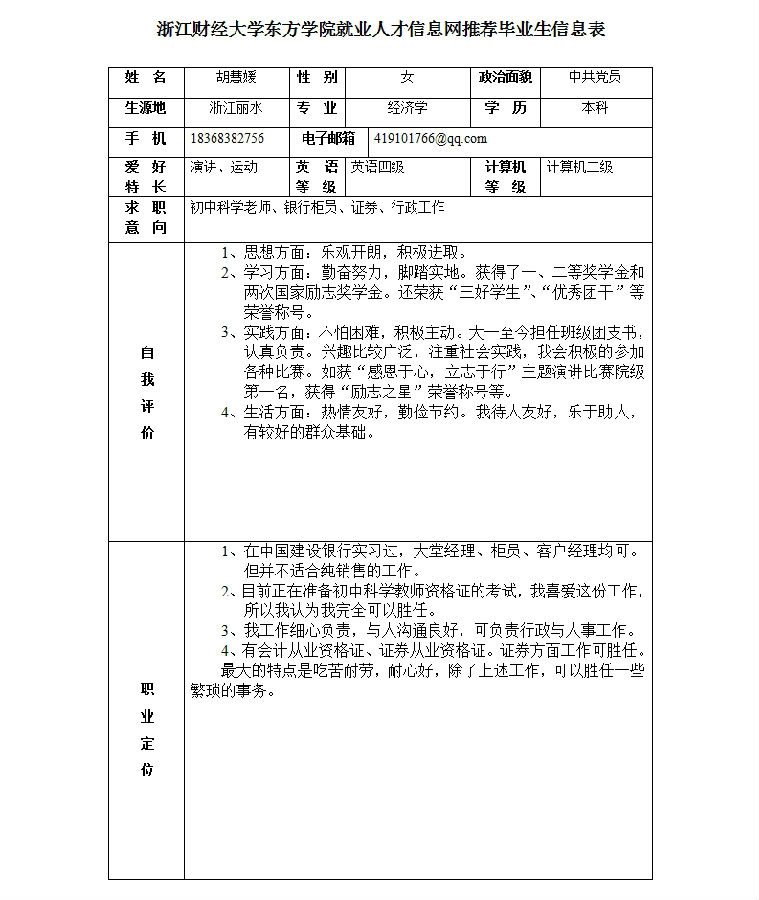 浙江财经大学东方学院就业人才信息网推荐毕业生信息表
姓 名 胡慧媛 性 别 女 政治面貌 中共党员
生源地 浙江丽水 专 业 经济学 学 历 本科
手 机 18368382756 电子邮箱 419101766@qq.com
爱 好 演讲、运动 英 语 英语四级 计算机 计算机二级
特 长 等 级 等 级
求 职 初中科学老师、银行柜员、证券、行政工作
意 向
自我评价
1、思想方面：乐观开朗，积极进取。
2、学习方面：勤奋努力，脚踏实地。获得了一、二等奖学金和
两次国家励志奖学金。还荣获“三好学生”、“优秀团干”等
荣誉称号。
3、实践方面：不怕困难，积极主动。大一至今担任班级团支书，
认真负责。兴趣比较广泛，注重社会实践，我会积极的参加
各种比赛。如获“感恩于心，立志于行”主题演讲比赛院级
第一名，获得“励志之星”荣誉称号等。
4、生活方面：热情友好，勤俭节约。我待人友好，乐于助人，
有较好的群众基础。
职业定位
1、在中国建设银行实习过，大堂经理、柜员、客户经理均可。
但并不适合纯销售的工作。
2、目前正在准备初中科学教师资格证的考试，我喜爱这份工作，
所以我认为我完全可以胜任。
3、我工作细心负责，与人沟通良好，可负责行政与人事工作。
4、有会计从业资格证、证券从业资格证。证券方面工作可胜任。
最大的特点是吃苦耐劳，耐心好，除了上述工作，可以胜任一些
繁琐的事务。